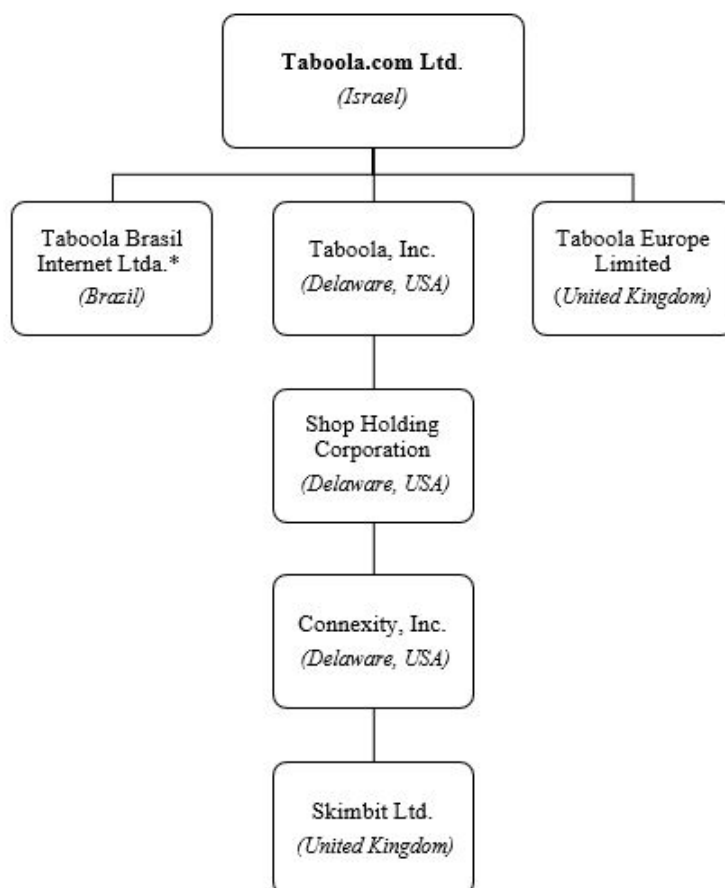 Taboola.com Ltd.
(Israel)
Taboola Brasil
Internet Ltda.*
(Brazil)
Taboola, Inc.
(Delaware, USA)
Taboola Europe
Limited
(United Kingdom)
Shop Holding
Corporation
(Delaware, USA)
Connexity, Inc.
(Delaware, USA)
Skimbit Ltd.
(United Kingdom)